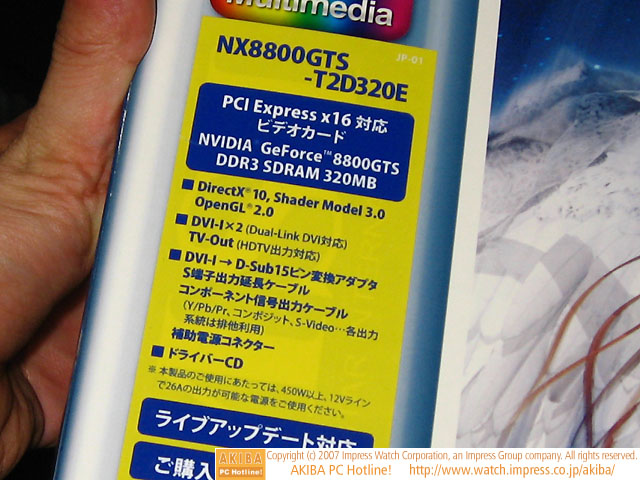 Multimedia
JP-01
NX8800GTS
-T2D320E
PCI Express x16 対応
ビデオカード
NVIDIA GeForce™ 8800GTS
DDR3 SDRAM 320MB
■ DirectX® 10, Shader Model 3.0
OpenGL® 2.0
■ DVI-I×2 (Dual-Link DVI対応)
TV-Out (HDTV出力対応)
■ DVI-I → D-Sub15ピン変換アダプタ
S端子出力延長ケーブル
コンポーネント信号出力ケーブル
(Y/Pb/Pr、コンポジット、S-Video…各出力
系統は排他利用)
補助電源コネクター
■ ドライバーCD
※ 本製品のご使用にあたっては、450W以上、12Vライン
で26Aの出力が可能な電源をご使用ください。
ライブアップデート対応
ご購入
AKIBA
PC Hotline!
Copyright (c) 2007 Impress Watch Corporation, an Impress Group company. All rights reserved.
AKIBA PC Hotline! http://www.watch.impress.co.jp/akiba/